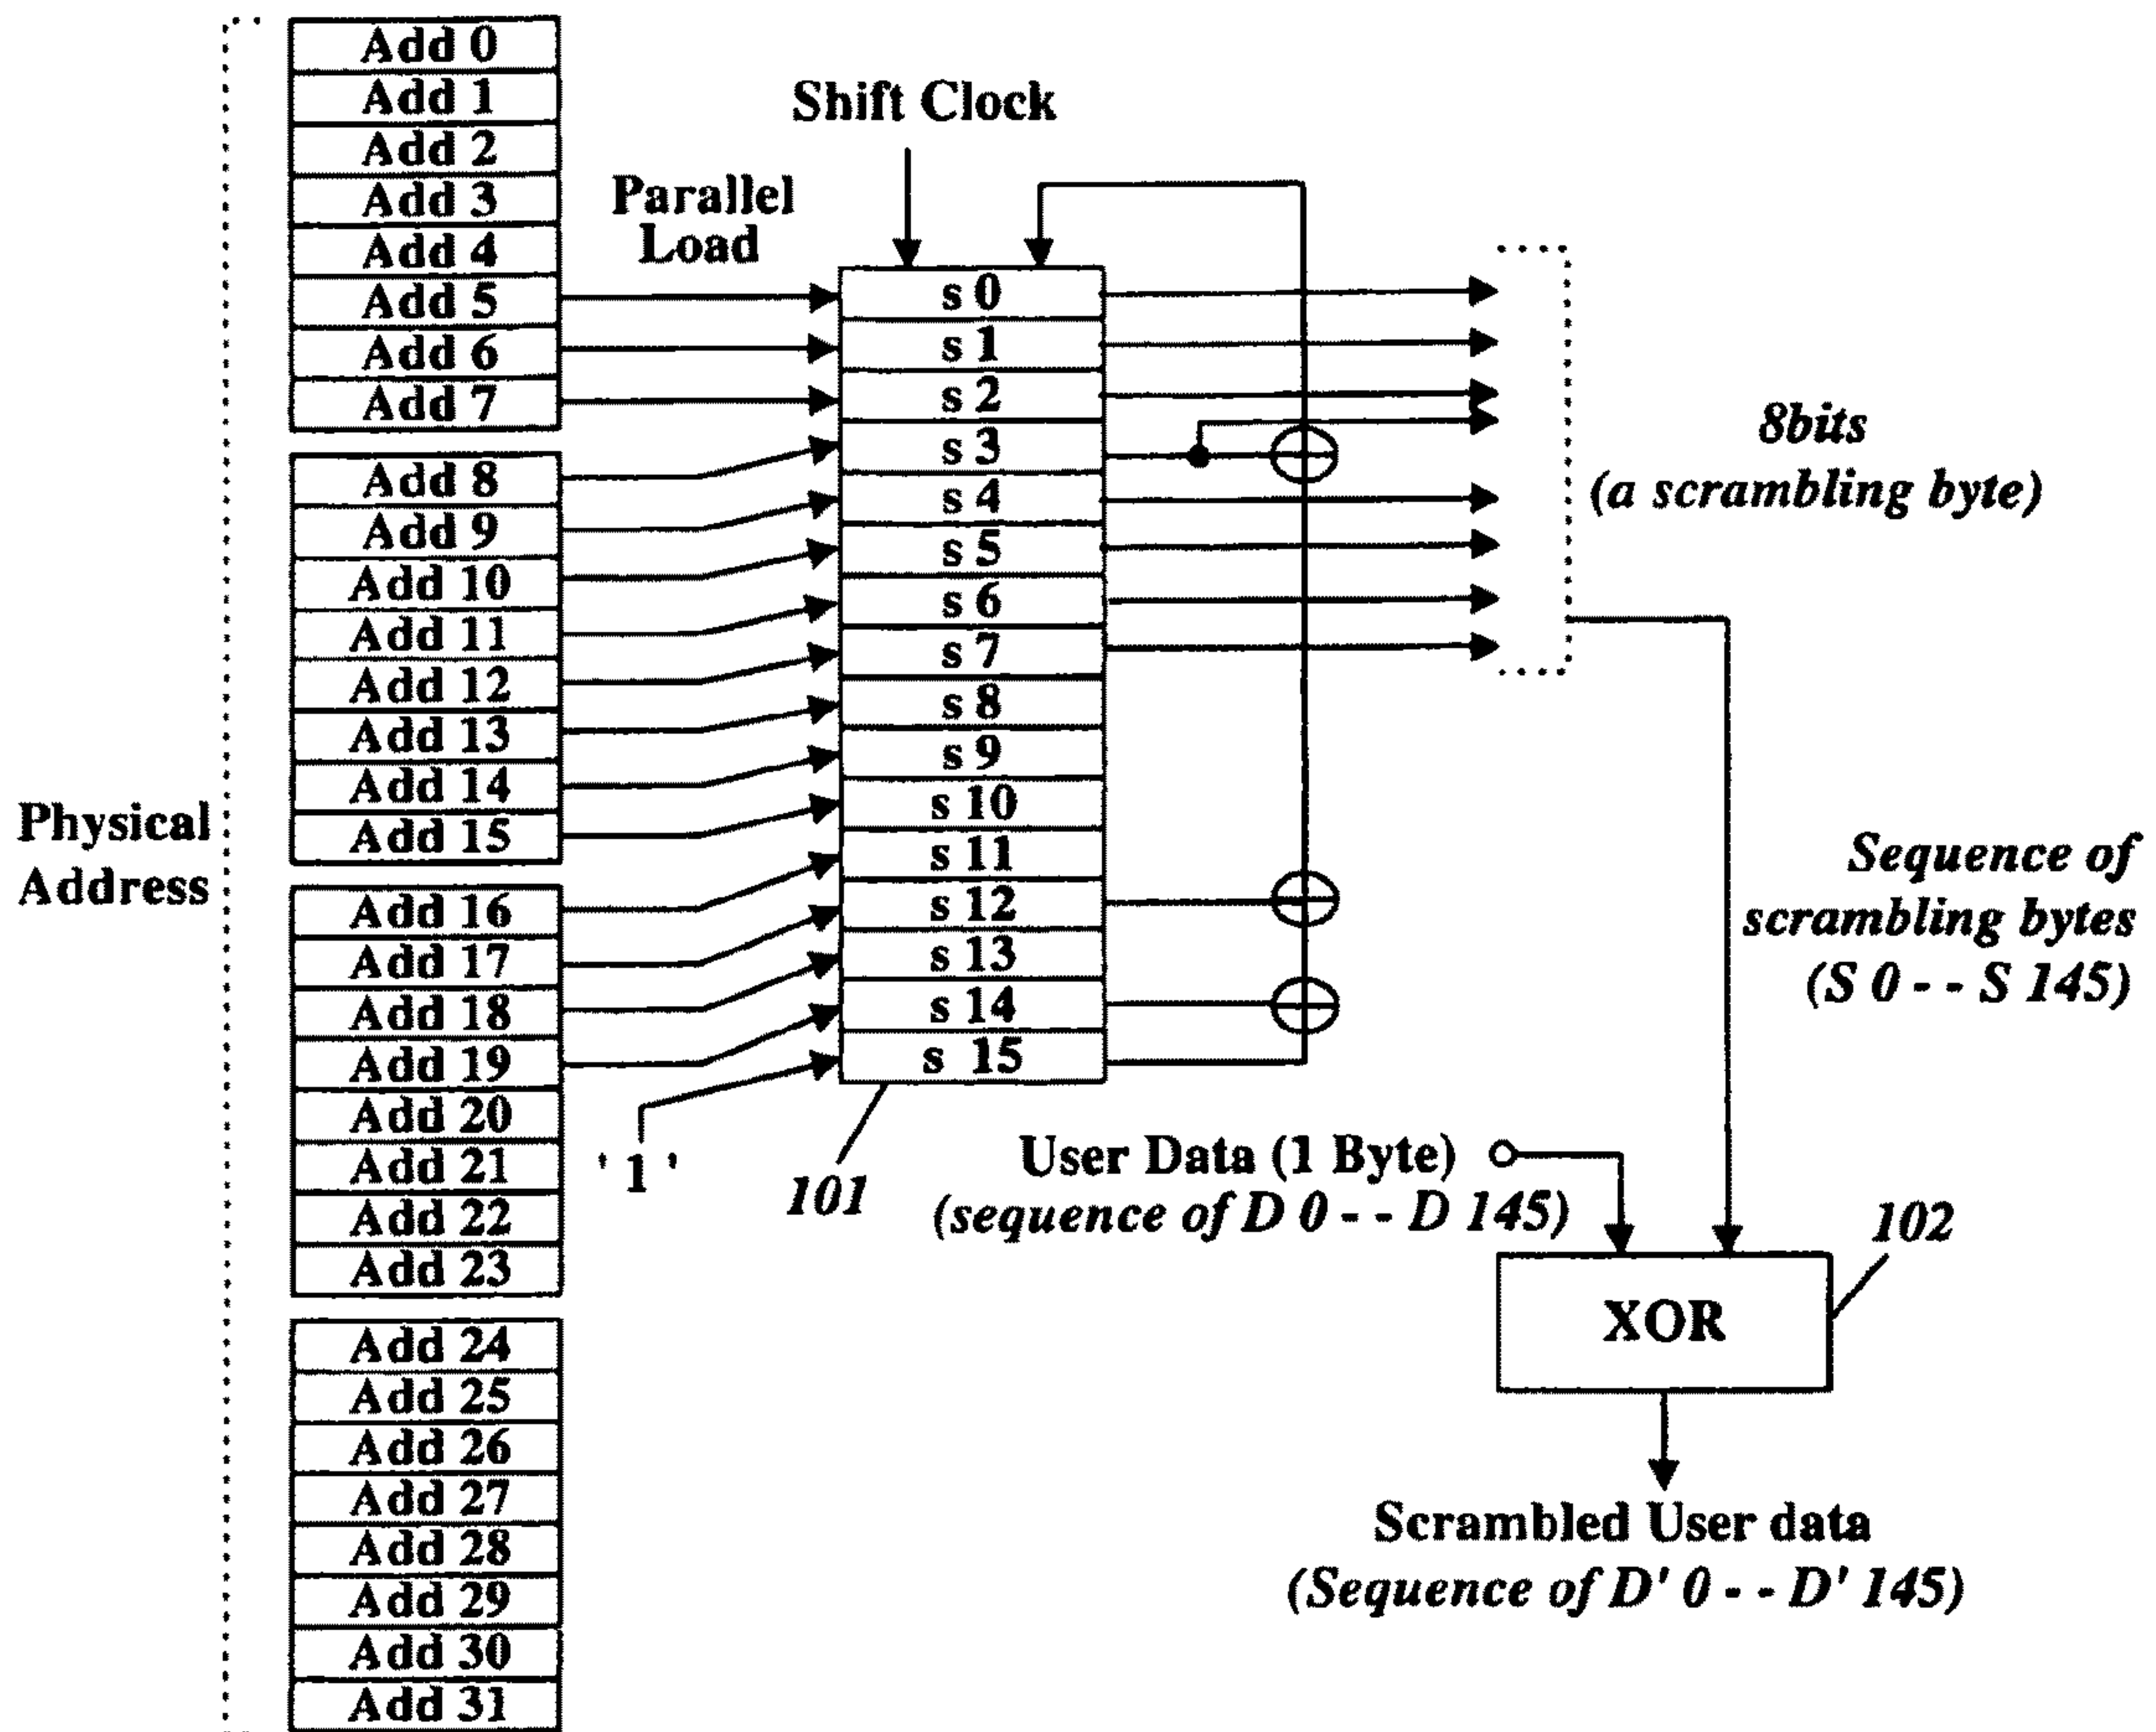 Add 0
Add 1
Add 2
Add 3
Add 4
Add 5
Add 6
Add 7
Add 8
Add 9
Add 10
Add 11
Add 12
Add 13
Add 14
Add 15
Add 16
Add 17
Add 18
Add 19
Add 20
Add 21
Add 22
Add 23
Add 24
Add 25
Add 26
Add 27
Add 28
Add 29
Add 30
Add 31
Physical
Address
Parallel
Load
Shift Clock
s 0
s 1
s 2
s 3
s 4
s 5
s 6
s 7
s 8
s 9
s 10
s 11
s 12
s 13
s 14
s 15
' 1 '
101
8bits
(a scrambling byte)
Sequence of
scrambling bytes
(S 0 - - S 145)
User Data (1 Byte)
(sequence of D 0 - - D 145)
102
XOR
Scrambled User data
(Sequence of D' 0 - - D' 145)